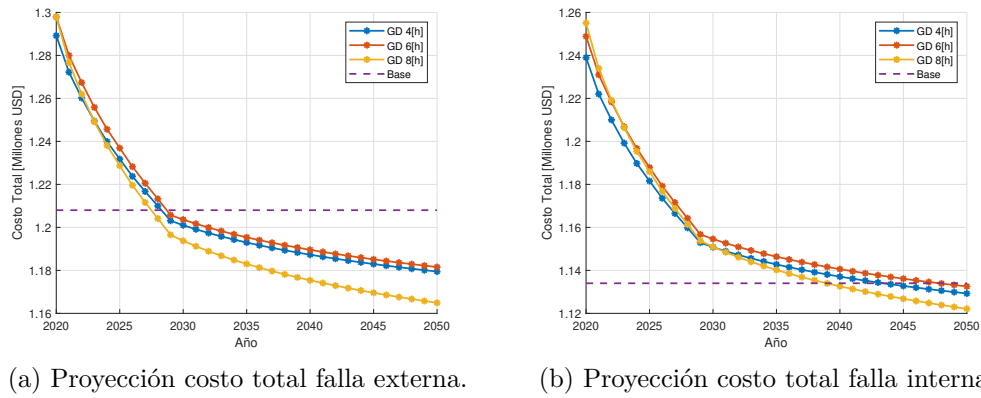 1.3
1.28
1.26
1.24
1.22
1.2
1.18
1.16
Costo Total [Millones USD]
GD 4[h]
GD 6[h]
GD 8[h]
Base
2020 2025 2030 2035 2040 2045 2050
Año
(a) Proyección costo total falla externa.
1.26
1.24
1.22
1.2
1.18
1.16
1.14
1.12
Costo Total [Millones USD]
GD 4[h]
GD 6[h]
GD 8[h]
Base
2020 2025 2030 2035 2040 2045 2050
Año
(b) Proyección costo total falla interna